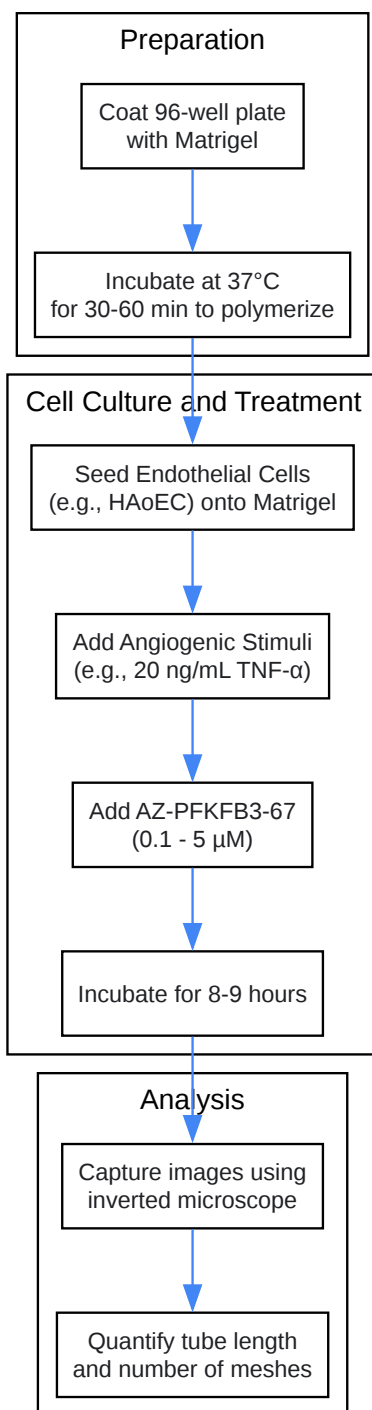 Preparation
Coat 96-well plate
with Matrigel
Incubate at 37°C
for 30-60 min to polymerize
Cell Culture and Treatment
Seed Endothelial Cells
(e.g., HAoEC) onto Matrigel
Add Angiogenic Stimuli
(e.g., 20 ng/mL TNF-α)
Add AZ-PFKFB3-67
(0.1 - 5 μM)
Incubate for 8-9 hours
Analysis
Capture images using
inverted microscope
Quantify tube length
and number of meshes